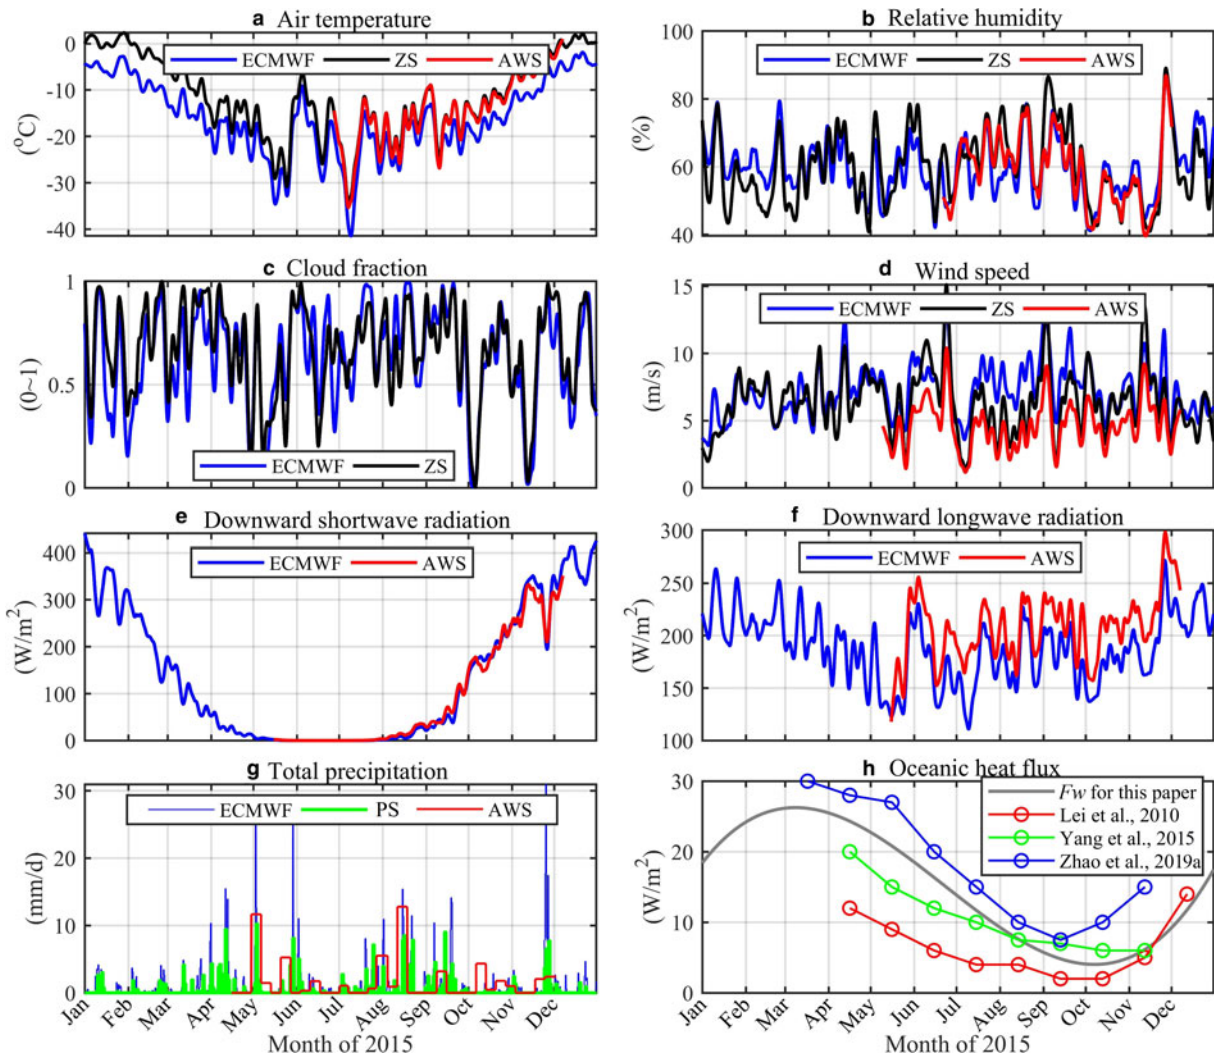 a Air temperature
0
-10
-20
-30
-40
(°C)
ECMWF ZS AWS
b Relative humidity
100
80
60
40
(%)
ECMWF ZS AWS
c Cloud fraction
1
0.5
0
(0~1)
ECMWF ZS
d Wind speed
15
10
5
0
(m/s)
ECMWF ZS AWS
e Downward shortwave radiation
400
300
200
100
0
(W/m²)
ECMWF AWS
f Downward longwave radiation
300
250
200
150
100
(W/m²)
ECMWF AWS
g Total precipitation
30
20
10
0
(mm/d)
ECMWF PS AWS
Jan Feb Mar Apr May Jun Jul Aug Sep Oct Nov Dec
Month of 2015
h Oceanic heat flux
30
20
10
0
(W/m²)
Fw for this paper
Lei et al., 2010
Yang et al., 2015
Zhao et al., 2019a
Jan Feb Mar Apr May Jun Jul Aug Sep Oct Nov Dec
Month of 2015